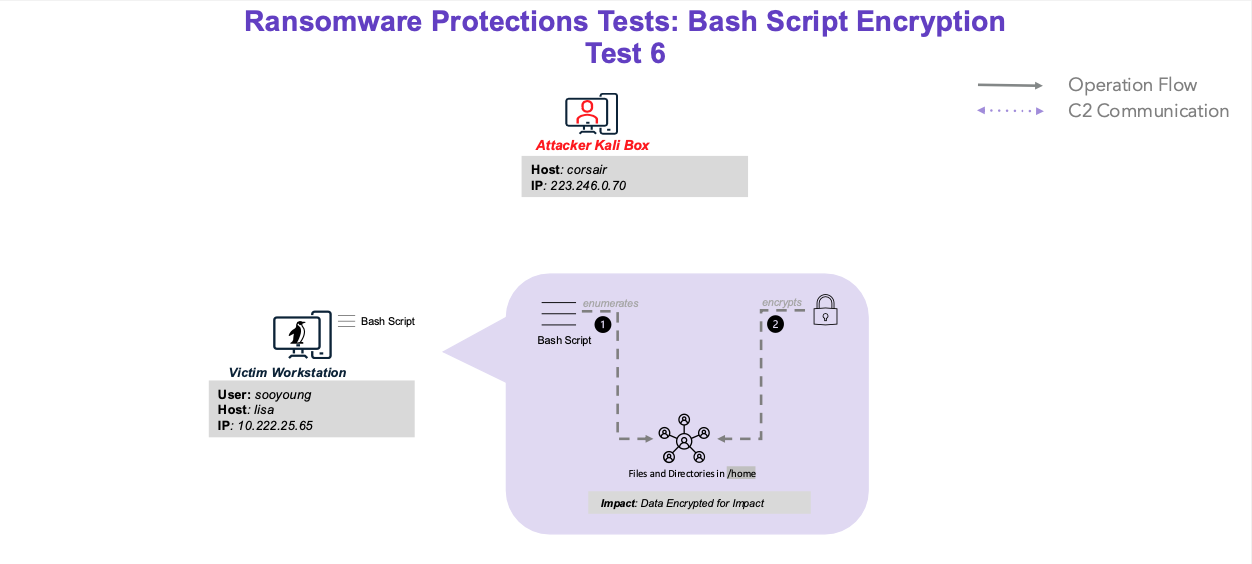 Ransomware Protections Tests: Bash Script Encryption
Test 6
Operation Flow
C2 Communication
Attacker Kali Box
Host: corsair
IP: 223.246.0.70
enumerates
encrypts
1
2
Bash Script
Bash Script
Victim Workstation
User: sooyoung
Host: lisa
IP: 10.222.25.65
Files and Directories in /home
Impact: Data Encrypted for Impact